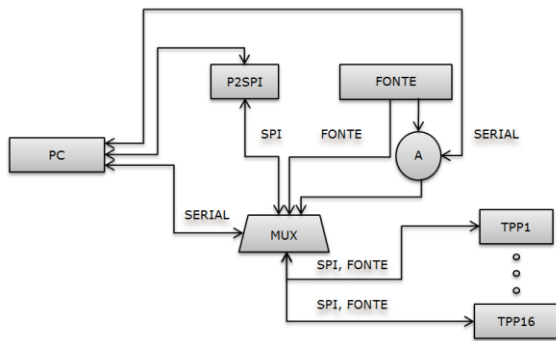 P2SPI
FONTE
SPI
FONTE
SERIAL
A
PC
SERIAL
MUX
TPP1
SPI, FONTE
SPI, FONTE
TPP16